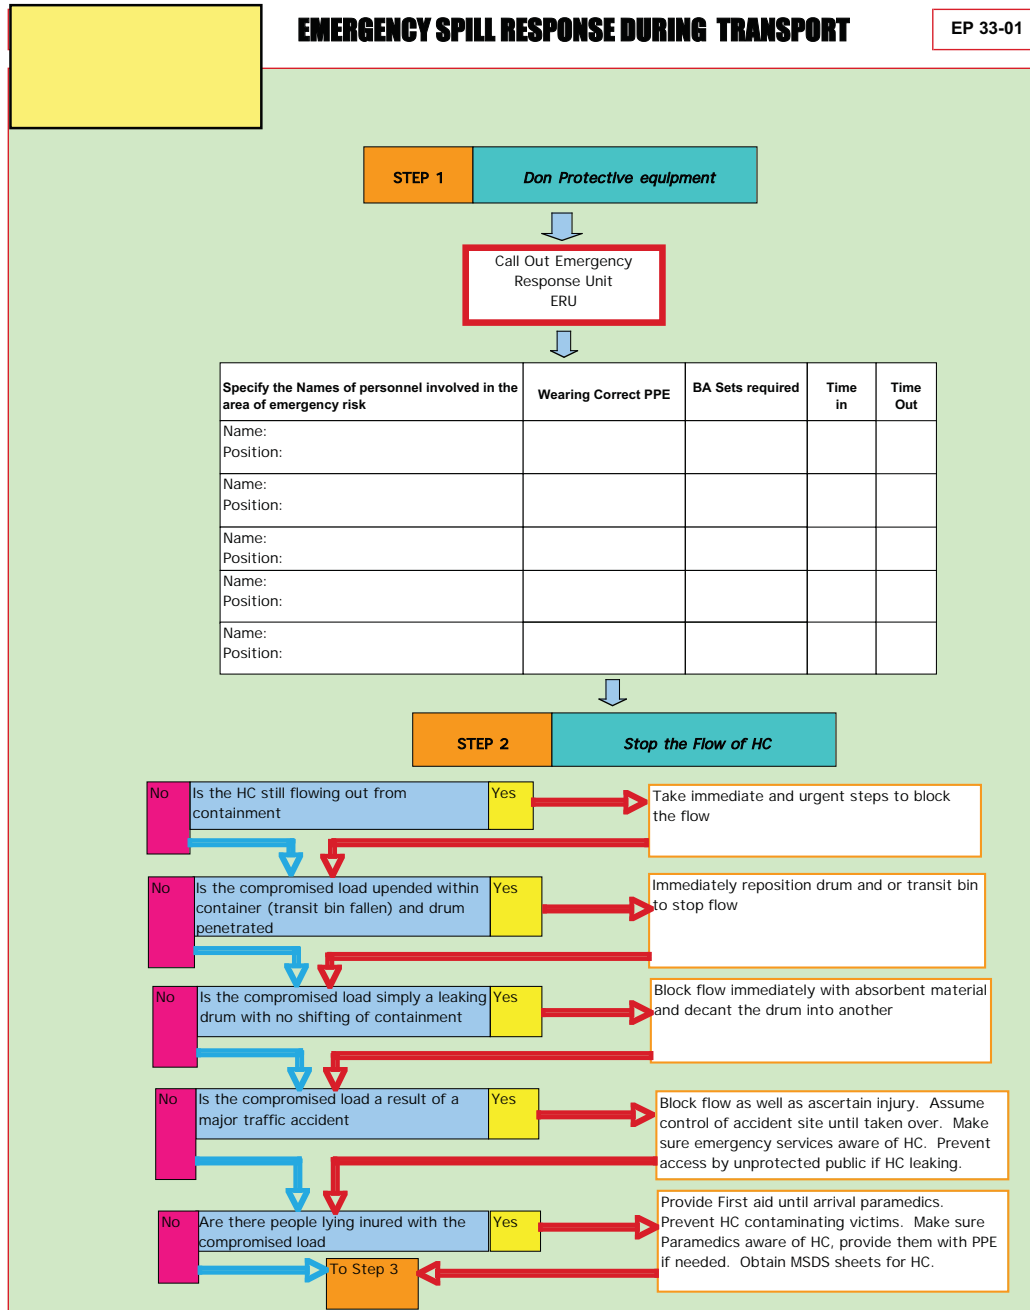 EMERGENCY SPILL RESPONSE DURING TRANSPORT
EP 33-01
STEP 1
Don Protective equipment
Call Out Emergency
Response Unit
ERU
Specify the Names of personnel involved in the
area of emergency risk
Wearing Correct PPE
BA Sets required
Time
in
Time
Out
Name:
Position:
Name:
Position:
Name:
Position:
Name:
Position:
Name:
Position:
STEP 2
Stop the Flow of HC
No
Is the HC still flowing out from
containment
Yes
Take immediate and urgent steps to block
the flow
No
Is the compromised load upended within
container (transit bin fallen) and drum
penetrated
Yes
Immediately reposition drum and or transit bin
to stop flow
No
Is the compromised load simply a leaking
drum with no shifting of containment
Yes
Block flow immediately with absorbent material
and decant the drum into another
No
Is the compromised load a result of a
major traffic accident
Yes
Block flow as well as ascertain injury. Assume
control of accident site until taken over. Make
sure emergency services aware of HC. Prevent
access by unprotected public if HC leaking.
No
Are there people lying inured with the
compromised load
Yes
Provide First aid until arrival paramedics.
Prevent HC contaminating victims. Make sure
Paramedics aware of HC, provide them with PPE
if needed. Obtain MSDS sheets for HC.
To Step 3